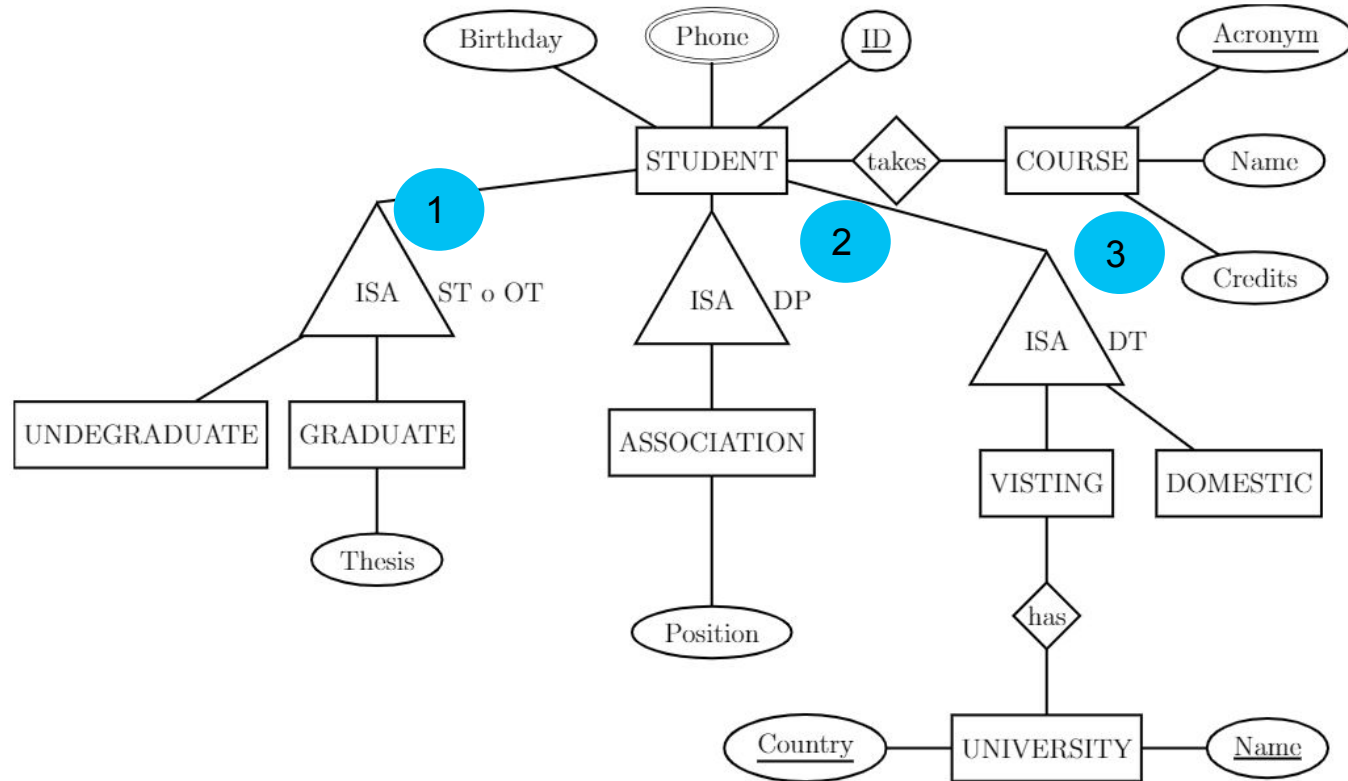 Birthday
Phone
ID
Acronym
STUDENT
takes
COURSE
Name
1
2
3
Credits
ISA
ST o OT
ISA
DP
ISA
DT
UNDEGRADUATE
GRADUATE
ASSOCIATION
VISTING
DOMESTIC
Thesis
Position
has
Country
UNIVERSITY
Name